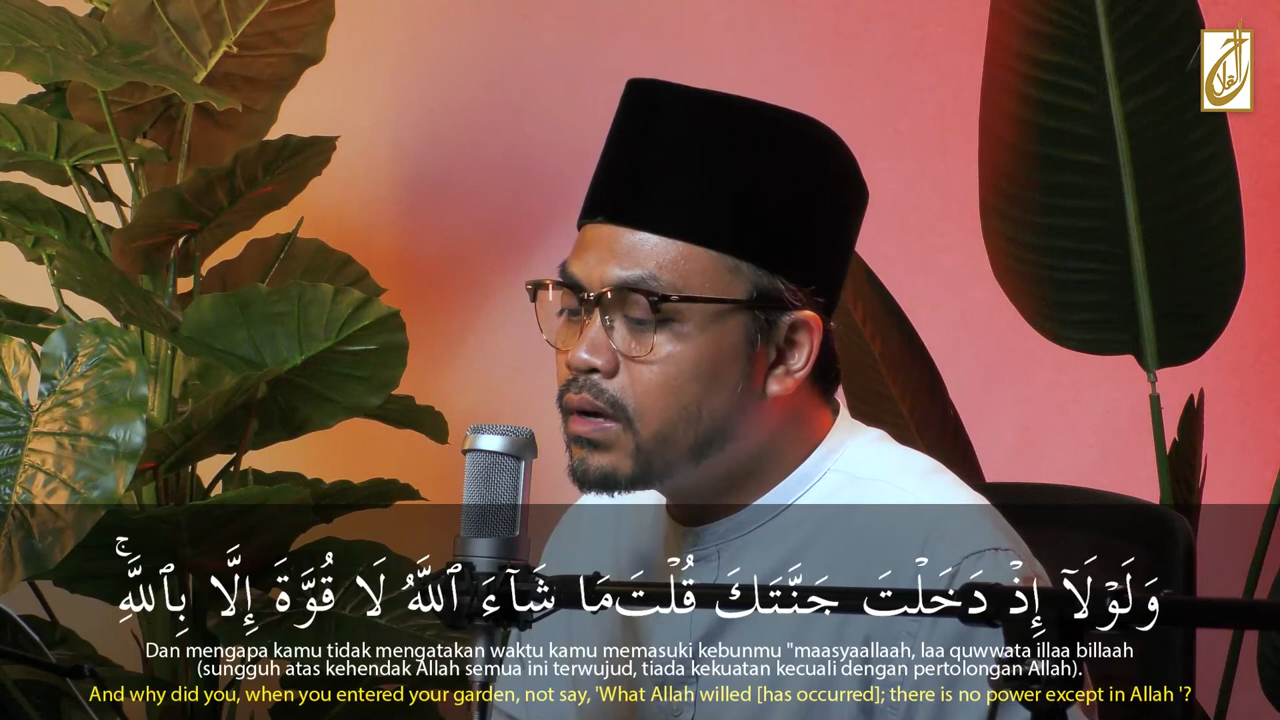 العلاج
وَلَوْلَآ إِذْ دَخَلْتَ جَنَّتَكَ قُلْتَ مَا شَآءَ ٱللَّهُ لَا قُوَّةَ إِلَّا بِٱللَّهِۚ
Dan mengapa kamu tidak mengatakan waktu kamu memasuki kebunmu "maasyaallaah, laa quwwata illaa billaah
(sungguh atas kehendak Allah semua ini terwujud, tiada kekuatan kecuali dengan pertolongan Allah).
And why did you, when you entered your garden, not say, 'What Allah willed [has occurred]; there is no power except in Allah '?